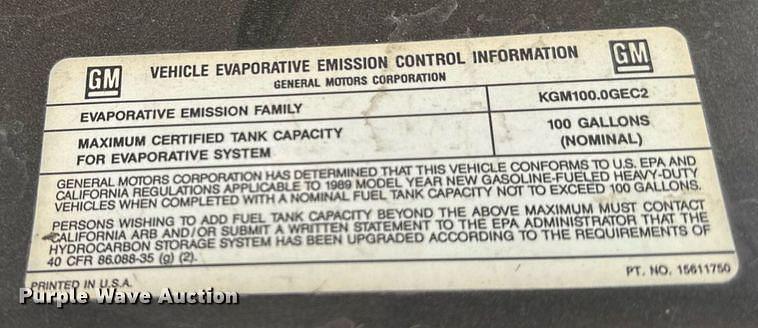 GM VEHICLE EVAPORATIVE EMISSION CONTROL INFORMATION GM
GENERAL MOTORS CORPORATION
EVAPORATIVE EMISSION FAMILY KGM100.0GEC2
MAXIMUM CERTIFIED TANK CAPACITY 100 GALLONS
FOR EVAPORATIVE SYSTEM (NOMINAL)
GENERAL MOTORS CORPORATION HAS DETERMINED THAT THIS VEHICLE CONFORMS TO U.S. EPA AND
CALIFORNIA REGULATIONS APPLICABLE TO 1989 MODEL YEAR NEW GASOLINE-FUELED HEAVY-DUTY
VEHICLES WHEN COMPLETED WITH A NOMINAL FUEL TANK CAPACITY NOT TO EXCEED 100 GALLONS.
PERSONS WISHING TO ADD FUEL TANK CAPACITY BEYOND THE ABOVE MAXIMUM MUST CONTACT
CALIFORNIA ARB AND/OR SUBMIT A WRITTEN STATEMENT TO THE EPA ADMINISTRATOR THAT THE
HYDROCARBON STORAGE SYSTEM HAS BEEN UPGRADED ACCORDING TO THE REQUIREMENTS OF
40 CFR 86.088-35 (g) (2).
PRINTED IN U.S.A. PT. NO. 15611750
Purple Wave Auction